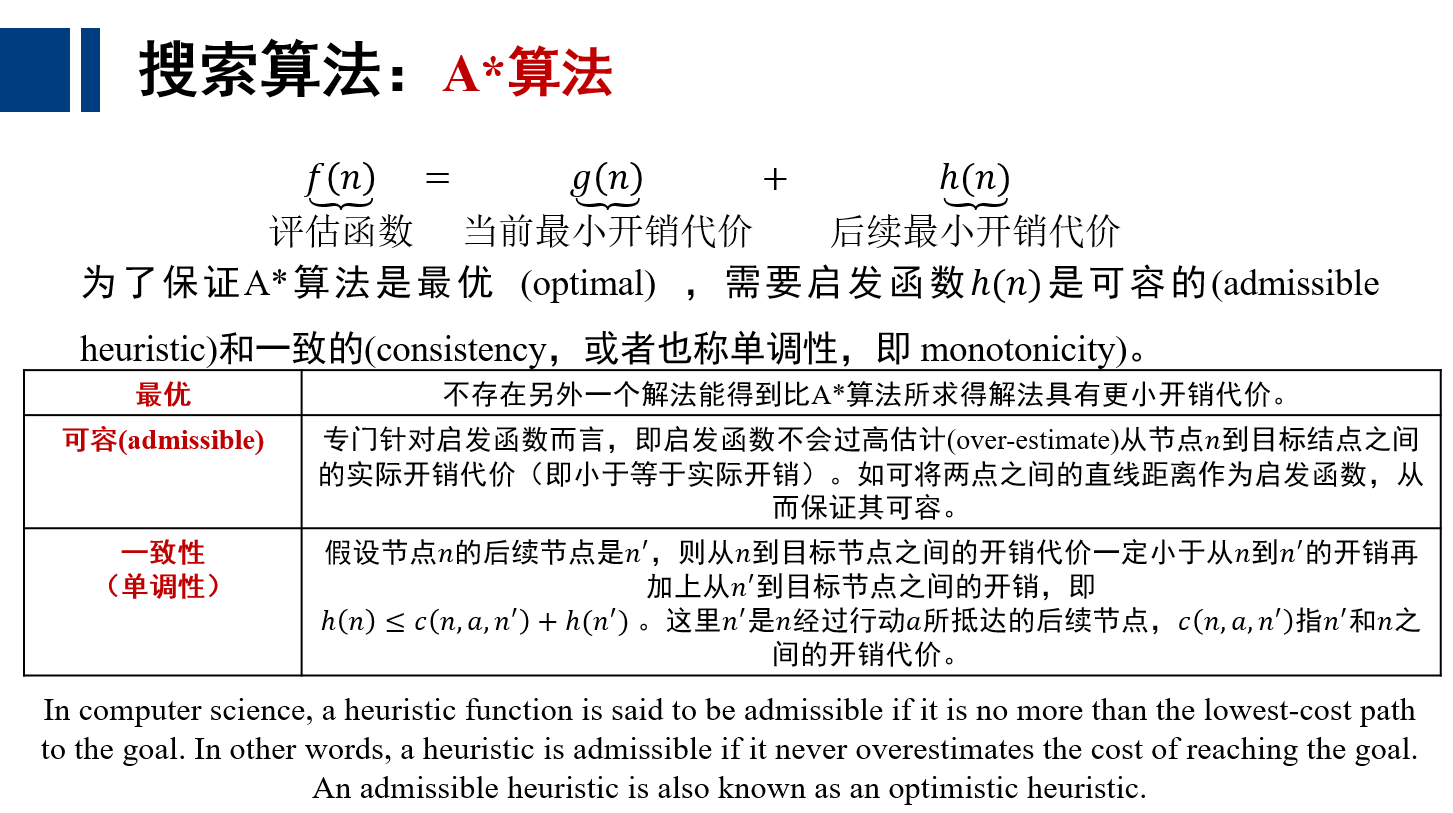 搜索算法：A*算法
f(n) = g(n) + h(n)
评估函数 当前最小开销代价 后续最小开销代价
为了保证A*算法是最优 (optimal) ，需要启发函数h(n)是可容的(admissible
heuristic)和一致的(consistency，或者也称单调性，即 monotonicity)。
最优 不存在另外一个解法能得到比A*算法所求得解法具有更小开销代价。
可容(admissible) 专门针对启发函数而言，即启发函数不会过高估计(over-estimate)从节点n到目标结点之间
的实际开销代价（即小于等于实际开销）。如可将两点之间的直线距离作为启发函数，从
而保证其可容。
一致性
（单调性）
假设节点n的后续节点是n′，则从n到目标节点之间的开销代价一定小于从n到n′的开销再
加上从n′到目标节点之间的开销，即
h(n) ≤ c(n, a, n′) + h(n′) 。这里n′是n经过行动a所抵达的后续节点，c(n, a, n′)指n′和n之
间的开销代价。
In computer science, a heuristic function is said to be admissible if it is no more than the lowest-cost path
to the goal. In other words, a heuristic is admissible if it never overestimates the cost of reaching the goal.
An admissible heuristic is also known as an optimistic heuristic.